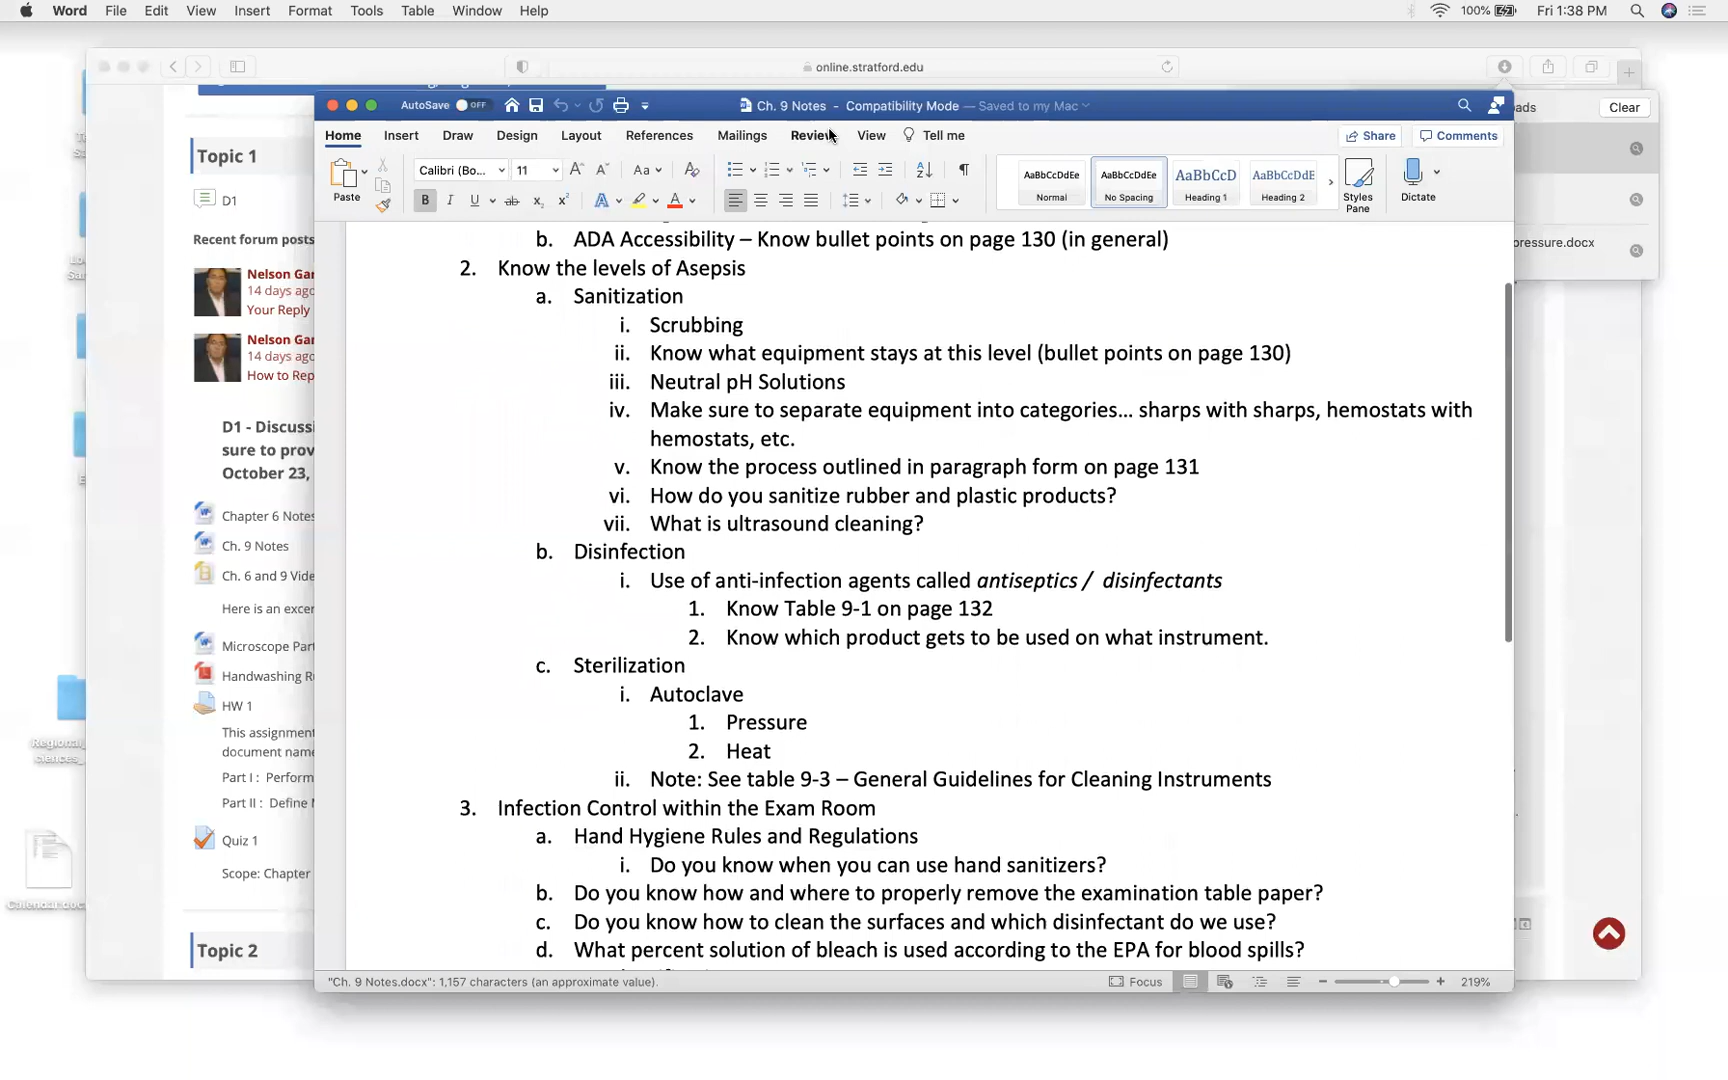 Word File Edit View Insert Format Tools Table Window Help 100% Fri 1:38 PM
online.stratford.edu
AutoSave OFF Ch. 9 Notes - Compatibility Mode — Saved to my Mac Clear
Home Insert Draw Design Layout References Mailings Review View Tell me Share Comments
Topic 1
Calibri (Bo... 11 Aa
AaBbCcDdEe AaBbCcDdEe AaBbCcD AaBbCcDdE
Paste Normal No Spacing Heading 1 Heading 2 Styles Pane Dictate
D1
Recent forum posts
pressure.docx
Nelson Gar
14 days ago
Your Reply
Nelson Gar
14 days ago
How to Rep
D1 - Discussi
sure to prov
October 23,
Chapter 6 Notes
Ch. 9 Notes
Ch. 6 and 9 Vide
Here is an excer
Microscope Part
Handwashing Ru
HW 1
This assignment
document name
Part I : Perform
Part II : Define M
Quiz 1
Scope: Chapter
Topic 2
b. ADA Accessibility – Know bullet points on page 130 (in general)
2. Know the levels of Asepsis
a. Sanitization
i. Scrubbing
ii. Know what equipment stays at this level (bullet points on page 130)
iii. Neutral pH Solutions
iv. Make sure to separate equipment into categories... sharps with sharps, hemostats with
hemostats, etc.
v. Know the process outlined in paragraph form on page 131
vi. How do you sanitize rubber and plastic products?
vii. What is ultrasound cleaning?
b. Disinfection
i. Use of anti-infection agents called antiseptics / disinfectants
1. Know Table 9-1 on page 132
2. Know which product gets to be used on what instrument.
c. Sterilization
i. Autoclave
1. Pressure
2. Heat
ii. Note: See table 9-3 – General Guidelines for Cleaning Instruments
3. Infection Control within the Exam Room
a. Hand Hygiene Rules and Regulations
i. Do you know when you can use hand sanitizers?
b. Do you know how and where to properly remove the examination table paper?
c. Do you know how to clean the surfaces and which disinfectant do we use?
d. What percent solution of bleach is used according to the EPA for blood spills?
"Ch. 9 Notes.docx": 1,157 characters (an approximate value). Focus 219%